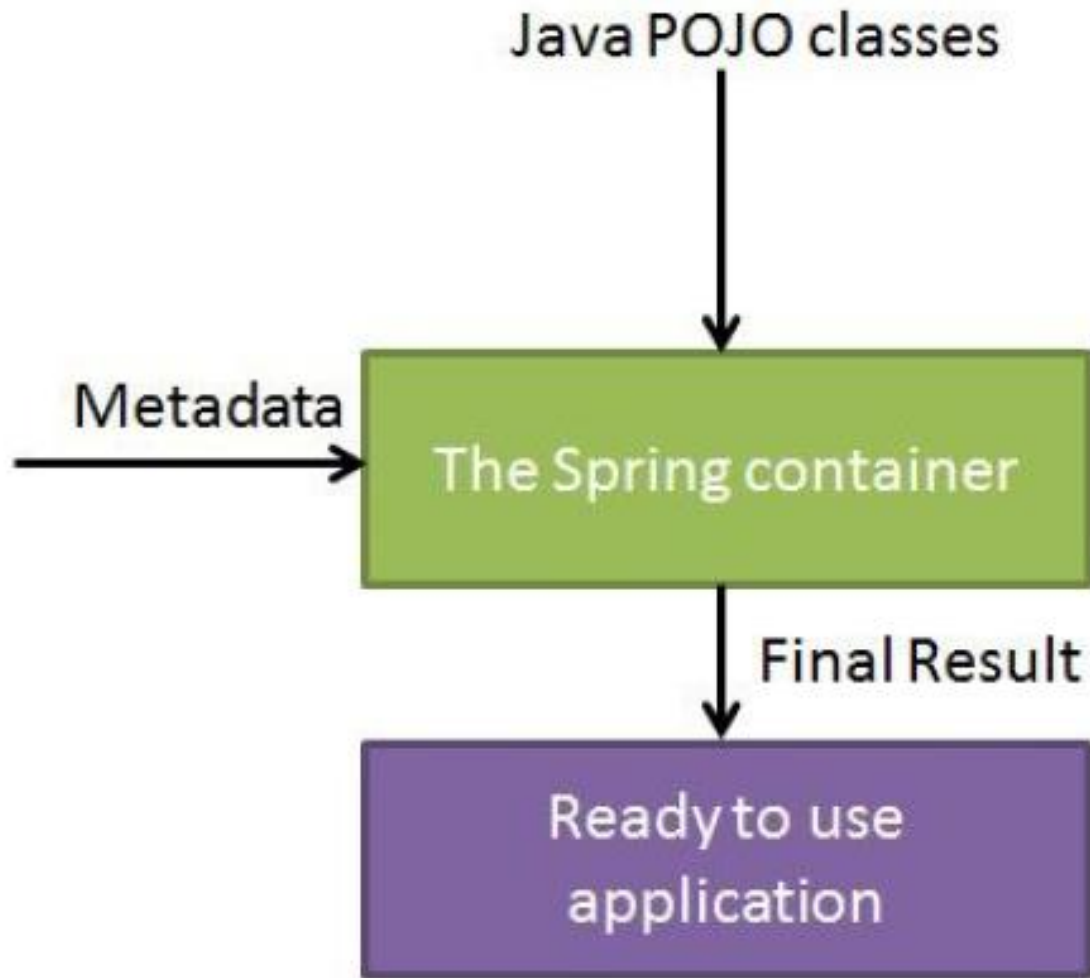 Java POJO classes
Metadata
The Spring container
Final Result
Ready to use
application